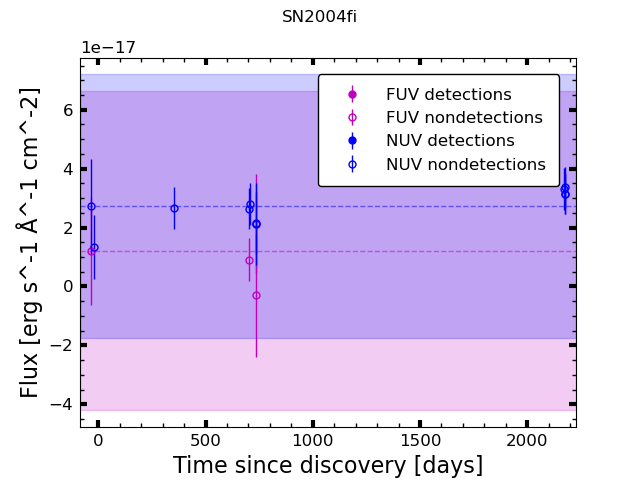 SN2004fi
1e−17
FUV detections
FUV nondetections
NUV detections
NUV nondetections
6
4
2
0
−2
−4
Flux [erg s^-1 Å^-1 cm^-2]
0 500 1000 1500 2000
Time since discovery [days]